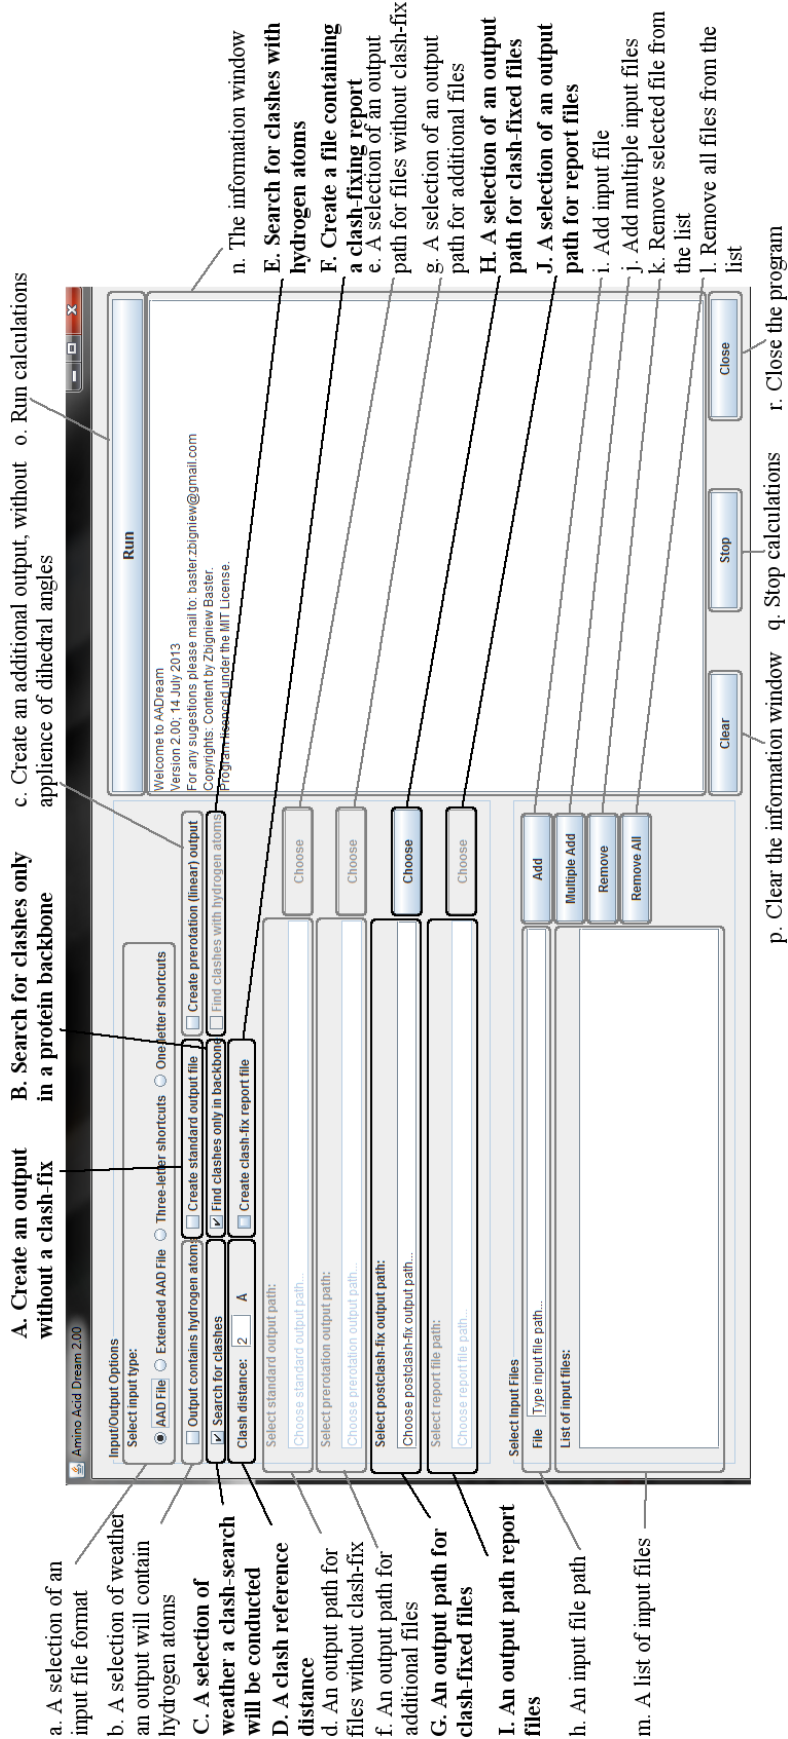 A. Create an output
without a clash-fix
B. Search for clashes only
in a protein backbone
c. Create an additional output, without
applience of dihedral angles
o. Run calculations
a. A selection of an
input file format
b. A selection of weather
an output will contain
hydrogen atoms
C. A selection of
weather a clash-search
will be conducted
D. A clash reference
distance
d. An output path for
files without clash-fix
f. An output path for
additional files
G. An output path for
clash-fixed files
I. An output path report
files
h. An input file path
m. A list of input files
Amino Acid Dream 2.00
Input/Output Options
Select input type:
AAD File
Extended AAD File
Three-letter shortcuts
One-letter shortcuts
Output contains hydrogen atoms
Create standard output file
Create prerotation (linear) output
Search for clashes
Find clashes only in backbone
Find clashes with hydrogen atoms
Clash distance: 2 A
Create clash-fix report file
Select standard output path:
Choose standard output path...
Choose
Select prerotation output path:
Choose prerotation output path...
Choose
Select postclash-fix output path:
Choose postclash-fix output path...
Choose
Select report file path:
Choose report file path...
Choose
Select Input Files
File
Type input file path...
Add
List of input files:
Multiple Add
Remove
Remove All
Run
Welcome to AADream
Version 2.00; 14 July 2013
For any sugestions please mail to: baster.zbigniew@gmail.com
Copyrights: Content by Zbigniew Baster.
Program licenced under the MIT License.
Clear
Stop
Close
n. The information window
E. Search for clashes with
hydrogen atoms
F. Create a file containing
a clash-fixing report
e. A selection of an output
path for files without clash-fix
g. A selection of an output
path for additional files
H. A selection of an output
path for clash-fixed files
J. A selection of an output
path for report files
i. Add input file
j. Add multiple input files
k. Remove selected file from
the list
l. Remove all files from the
list
p. Clear the information window
q. Stop calculations
r. Close the program